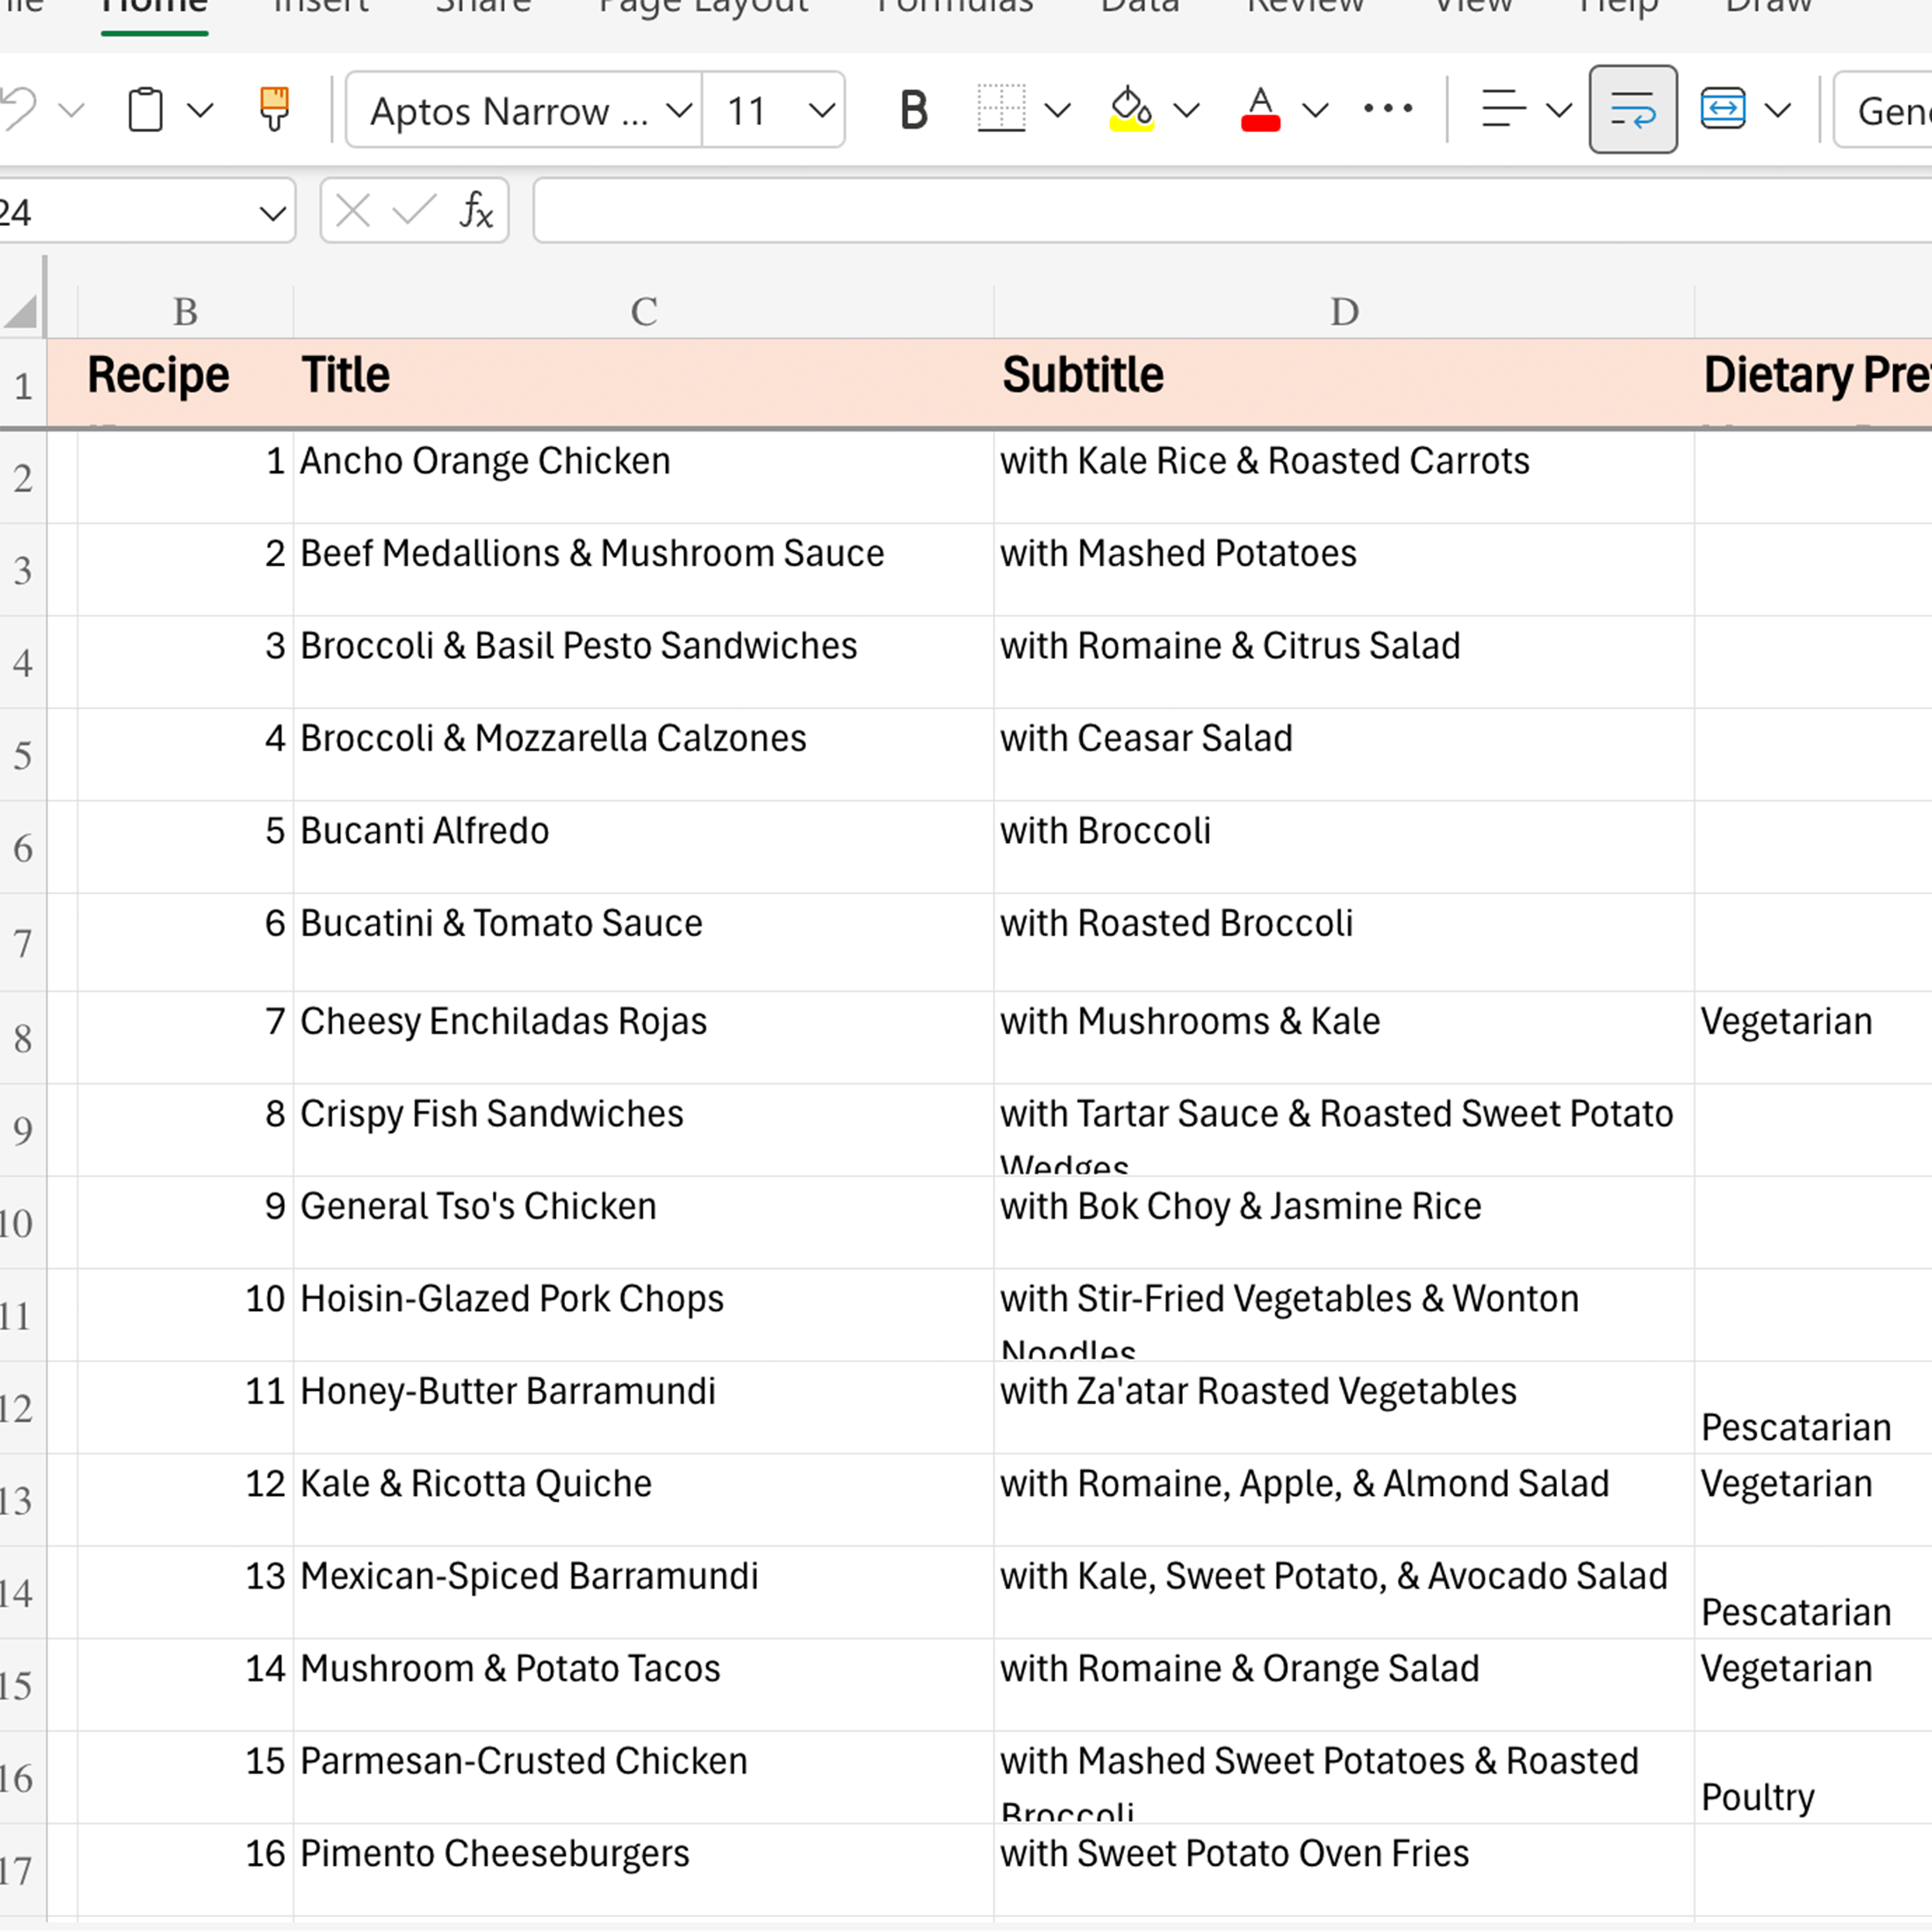 Home Insert Share Page Layout Formulas Data Review View Help Draw
Aptos Narrow ... 11 B A
24 fx
B C D
1 Recipe Title Subtitle Dietary
2 1 Ancho Orange Chicken with Kale Rice & Roasted Carrots
3 2 Beef Medallions & Mushroom Sauce with Mashed Potatoes
4 3 Broccoli & Basil Pesto Sandwiches with Romaine & Citrus Salad
5 4 Broccoli & Mozzarella Calzones with Ceasar Salad
6 5 Bucanti Alfredo with Broccoli
7 6 Bucatini & Tomato Sauce with Roasted Broccoli
8 7 Cheesy Enchiladas Rojas with Mushrooms & Kale Vegetarian
9 8 Crispy Fish Sandwiches with Tartar Sauce & Roasted Sweet Potato
Wedges
10 9 General Tso's Chicken with Bok Choy & Jasmine Rice
11 10 Hoisin-Glazed Pork Chops with Stir-Fried Vegetables & Wonton
Noodles
12 11 Honey-Butter Barramundi with Za'atar Roasted Vegetables
Pescatarian
13 12 Kale & Ricotta Quiche with Romaine, Apple, & Almond Salad Vegetarian
14 13 Mexican-Spiced Barramundi with Kale, Sweet Potato, & Avocado Salad
Pescatarian
15 14 Mushroom & Potato Tacos with Romaine & Orange Salad Vegetarian
16 15 Parmesan-Crusted Chicken with Mashed Sweet Potatoes & Roasted
Broccoli Poultry
17 16 Pimento Cheeseburgers with Sweet Potato Oven Fries